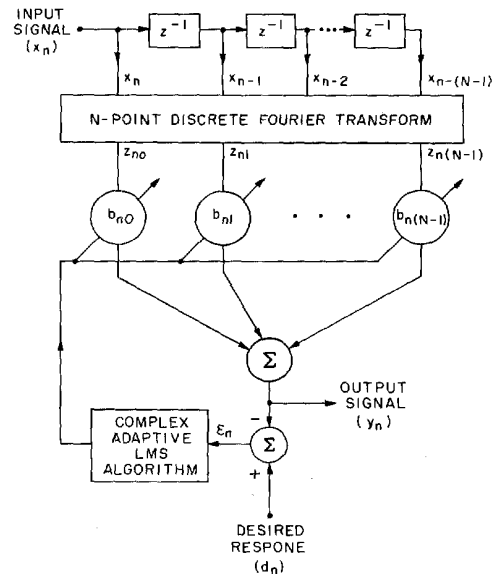 INPUT
SIGNAL
(xn)
z-1
z-1
z-1
xn
xn-1
xn-2
xn-(N-1)
N-POINT DISCRETE FOURIER TRANSFORM
zn0
zn1
zn(N-1)
bn0
bn1
bn(N-1)
Σ
OUTPUT
SIGNAL
(yn)
−
COMPLEX
ADAPTIVE
LMS
ALGORITHM
εn
Σ
+
DESIRED
RESPONE
(dn)